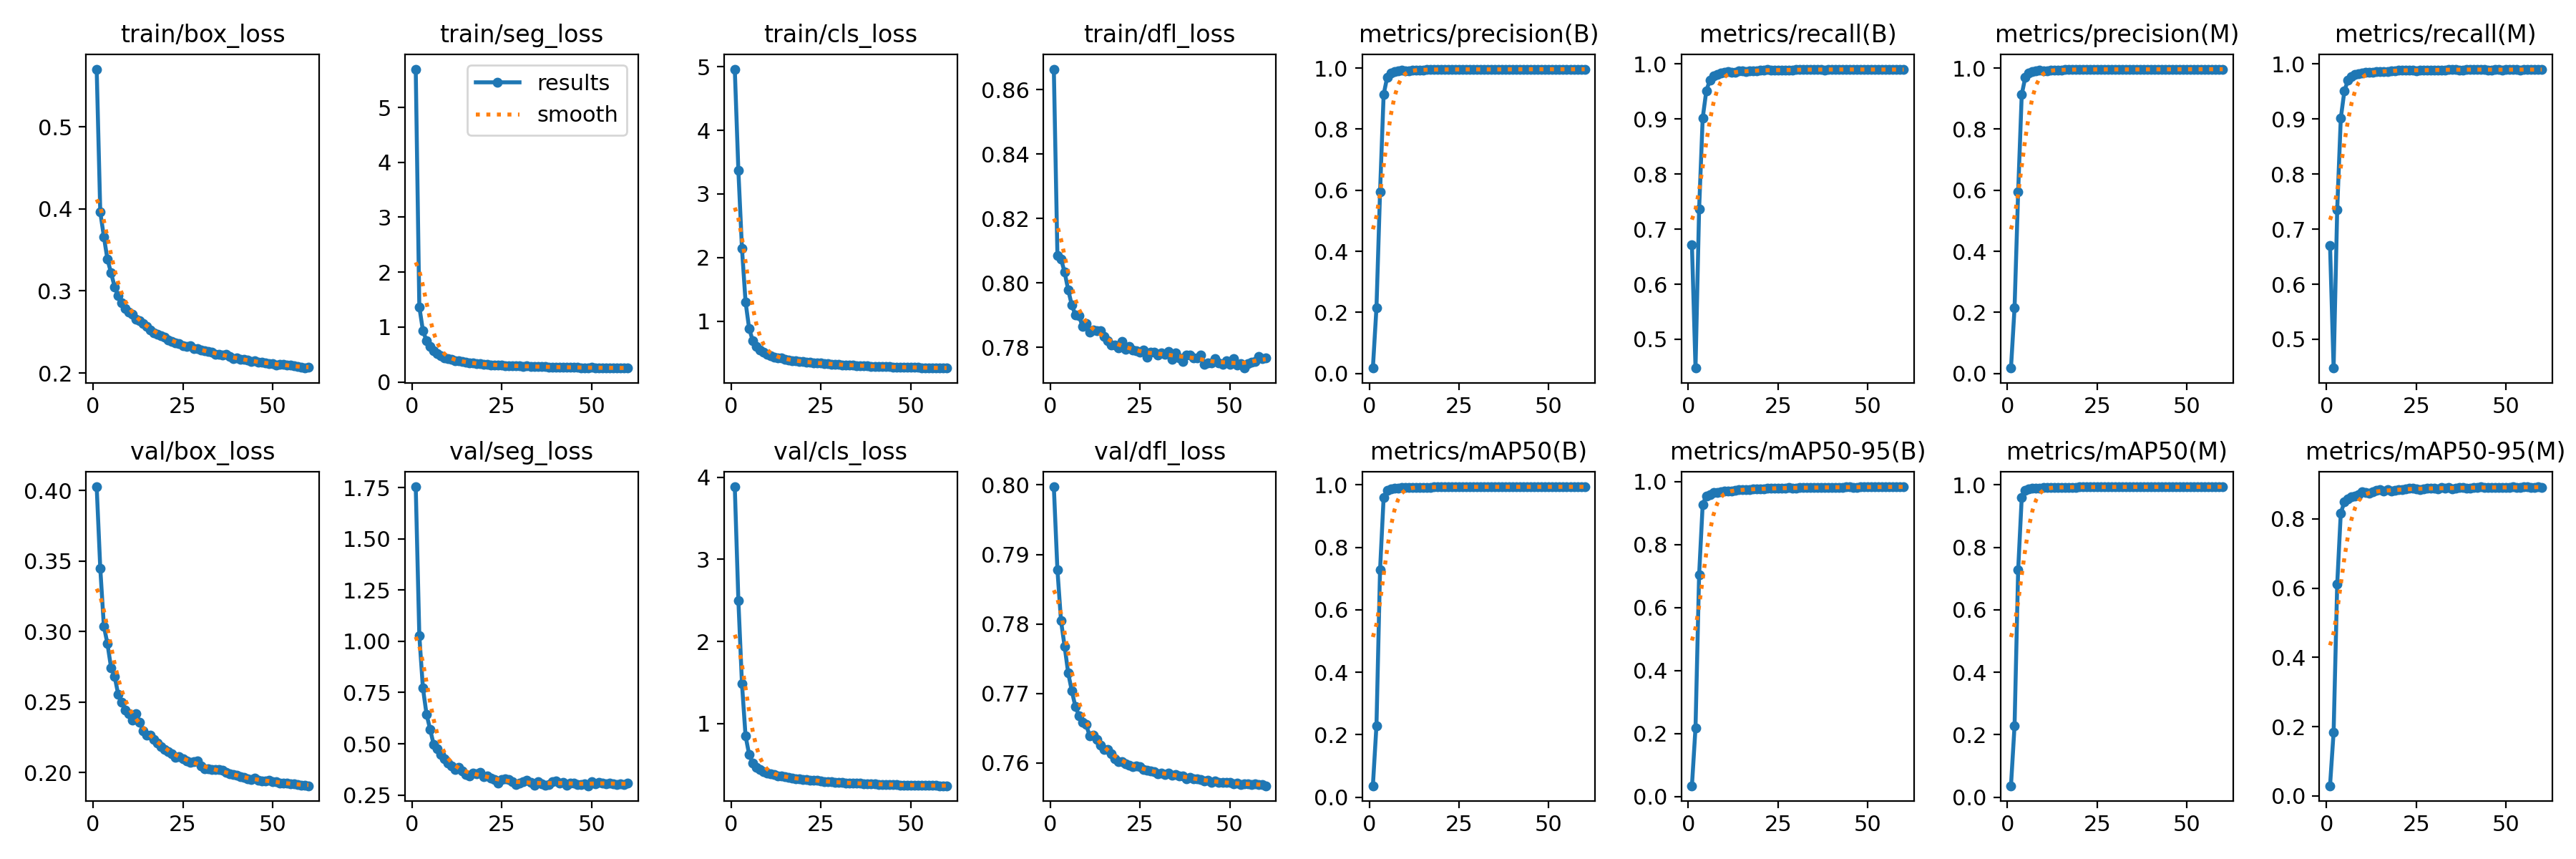 train/box_loss
train/seg_loss
train/cls_loss
train/dfl_loss
metrics/precision(B)
metrics/recall(B)
metrics/precision(M)
metrics/recall(M)
0.5
0.4
0.3
0.2
0 25 50
results
smooth
5
4
3
2
1
0
0 25 50
5
4
3
2
1
0 25 50
0.86
0.84
0.82
0.80
0.78
0 25 50
1.0
0.8
0.6
0.4
0.2
0.0
0 25 50
1.0
0.9
0.8
0.7
0.6
0.5
0 25 50
1.0
0.8
0.6
0.4
0.2
0.0
0 25 50
1.0
0.9
0.8
0.7
0.6
0.5
0 25 50
val/box_loss
val/seg_loss
val/cls_loss
val/dfl_loss
metrics/mAP50(B)
metrics/mAP50-95(B)
metrics/mAP50(M)
metrics/mAP50-95(M)
0.40
0.35
0.30
0.25
0.20
0 25 50
1.75
1.50
1.25
1.00
0.75
0.50
0.25
0 25 50
4
3
2
1
0 25 50
0.80
0.79
0.78
0.77
0.76
0 25 50
1.0
0.8
0.6
0.4
0.2
0.0
0 25 50
1.0
0.8
0.6
0.4
0.2
0.0
0 25 50
1.0
0.8
0.6
0.4
0.2
0.0
0 25 50
0.8
0.6
0.4
0.2
0.0
0 25 50